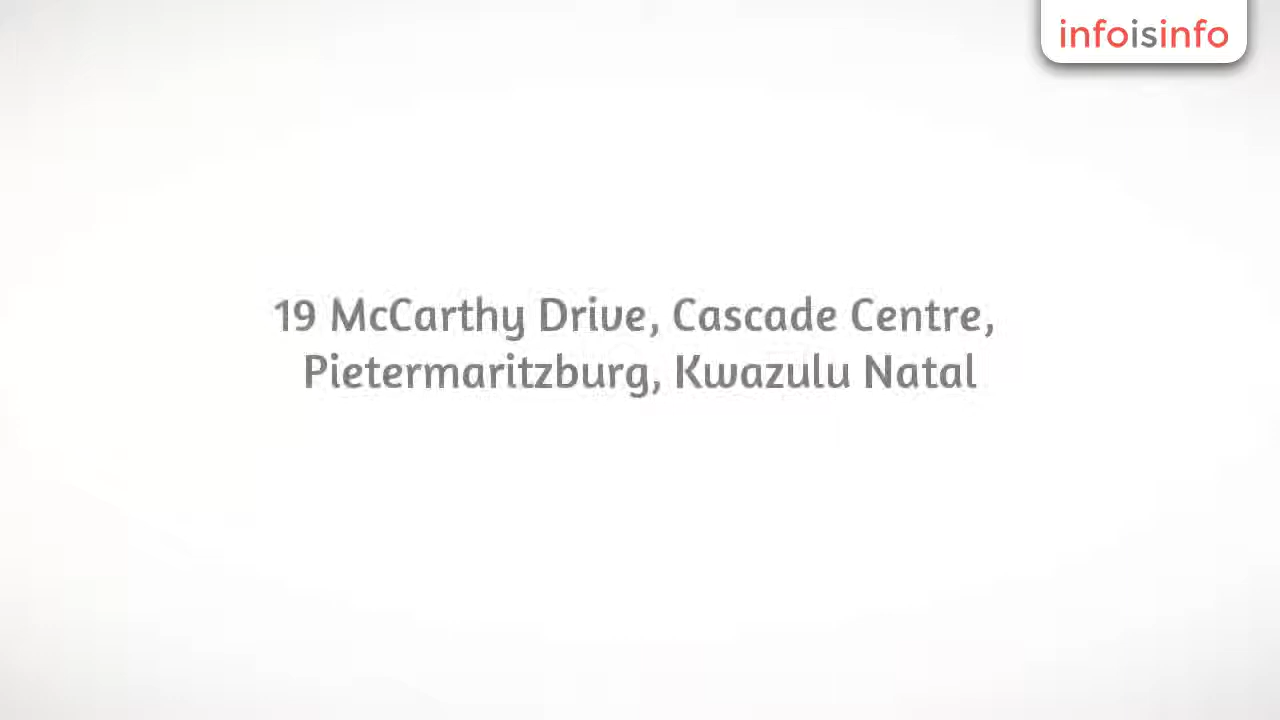 infoisinfo
19 McCarthy Drive, Cascade Centre,
Pietermaritzburg, Kwazulu Natal